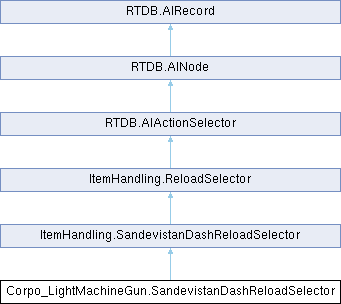 RTDB.AIRecord
RTDB.AINode
RTDB.AIActionSelector
ItemHandling.ReloadSelector
ItemHandling.SandevistanDashReloadSelector
Corpo_LightMachineGun.SandevistanDashReloadSelector